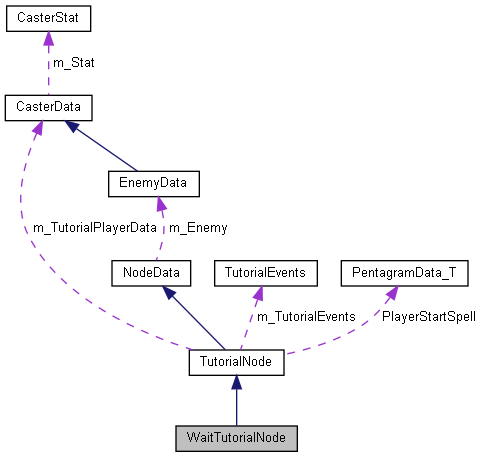 CasterStat
m_Stat
CasterData
EnemyData
m_TutorialPlayerData
m_Enemy
NodeData
TutorialEvents
PentagramData_T
m_TutorialEvents
PlayerStartSpell
TutorialNode
WaitTutorialNode